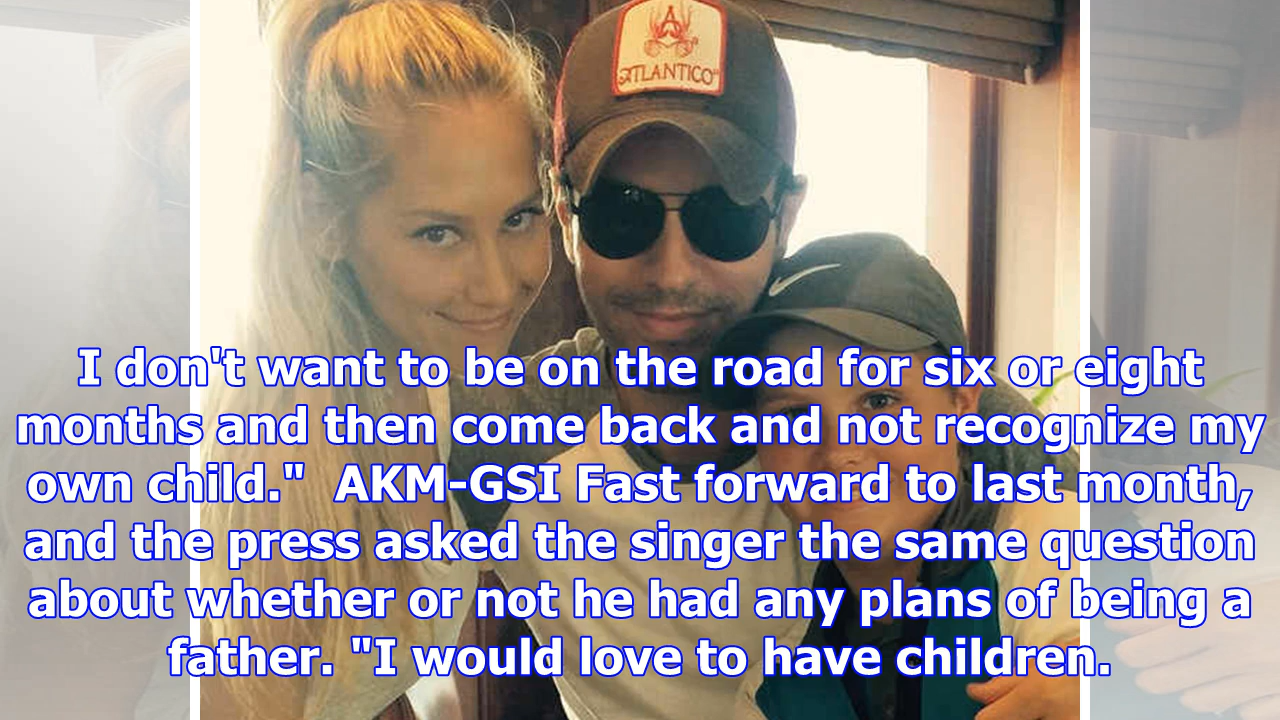 A
ATLANTICO
I don't want to be on the road for six or eight
months and then come back and not recognize my
own child."  AKM-GSI Fast forward to last month,
and the press asked the singer the same question
about whether or not he had any plans of being a
father. "I would love to have children.